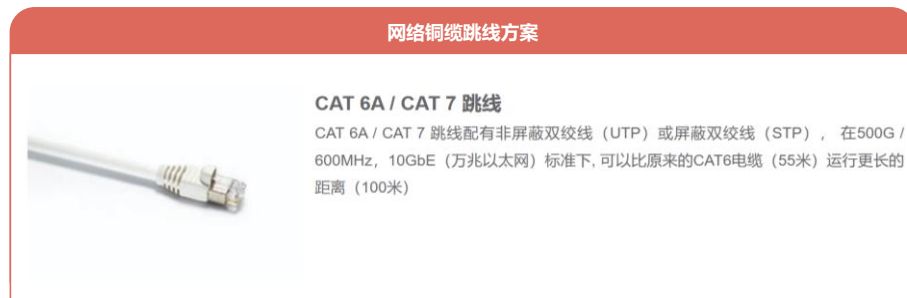 网络铜缆跳线方案
CAT 6A / CAT 7 跳线
CAT 6A / CAT 7 跳线配有非屏蔽双绞线（UTP）或屏蔽双绞线（STP）， 在500G /
600MHz，10GbE（万兆以太网）标准下, 可以比原来的CAT6电缆（55米）运行更长的
距离（100米）